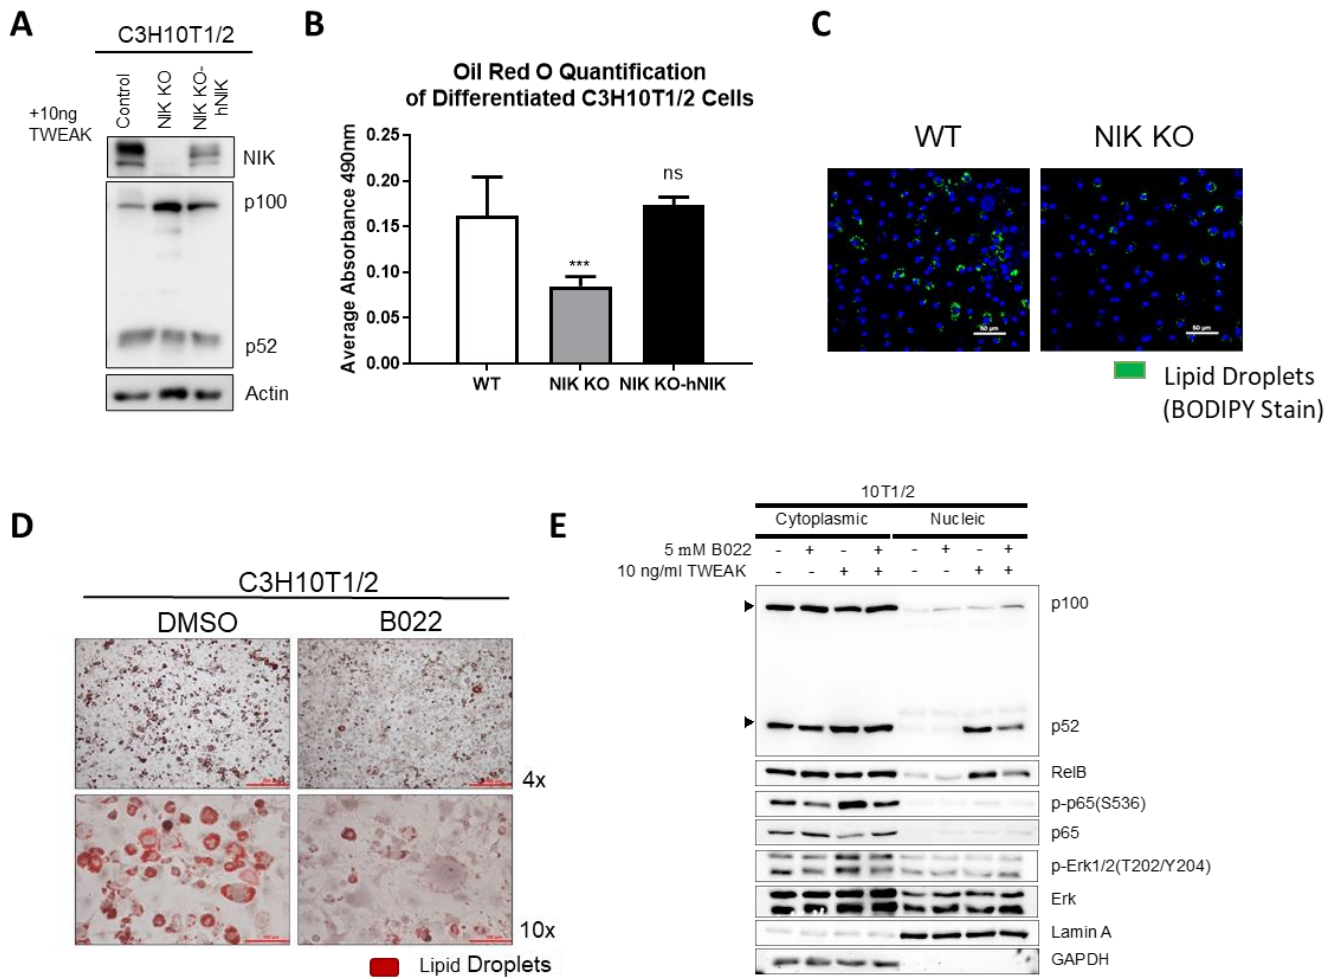 A
C3H10T1/2
+10ng
TWEAK
Control
NIK KO
NIK KO-
hNIK
NIK
p100
p52
Actin
B
Oil Red O Quantification
of Differentiated C3H10T1/2 Cells
Average Absorbance 490nm
0.25
0.20
0.15
0.10
0.05
0.00
***
ns
WT NIK KO NIK KO-hNIK
C
WT NIK KO
50 µm 50 µm
Lipid Droplets
(BODIPY Stain)
D
C3H10T1/2
DMSO B022
4x
10x
Lipid Droplets
E
10T1/2
Cytoplasmic Nucleic
5 mM B022 - + - + - + - +
10 ng/ml TWEAK - - + + - - + +
p100
p52
RelB
p-p65(S536)
p65
p-Erk1/2(T202/Y204)
Erk
Lamin A
GAPDH